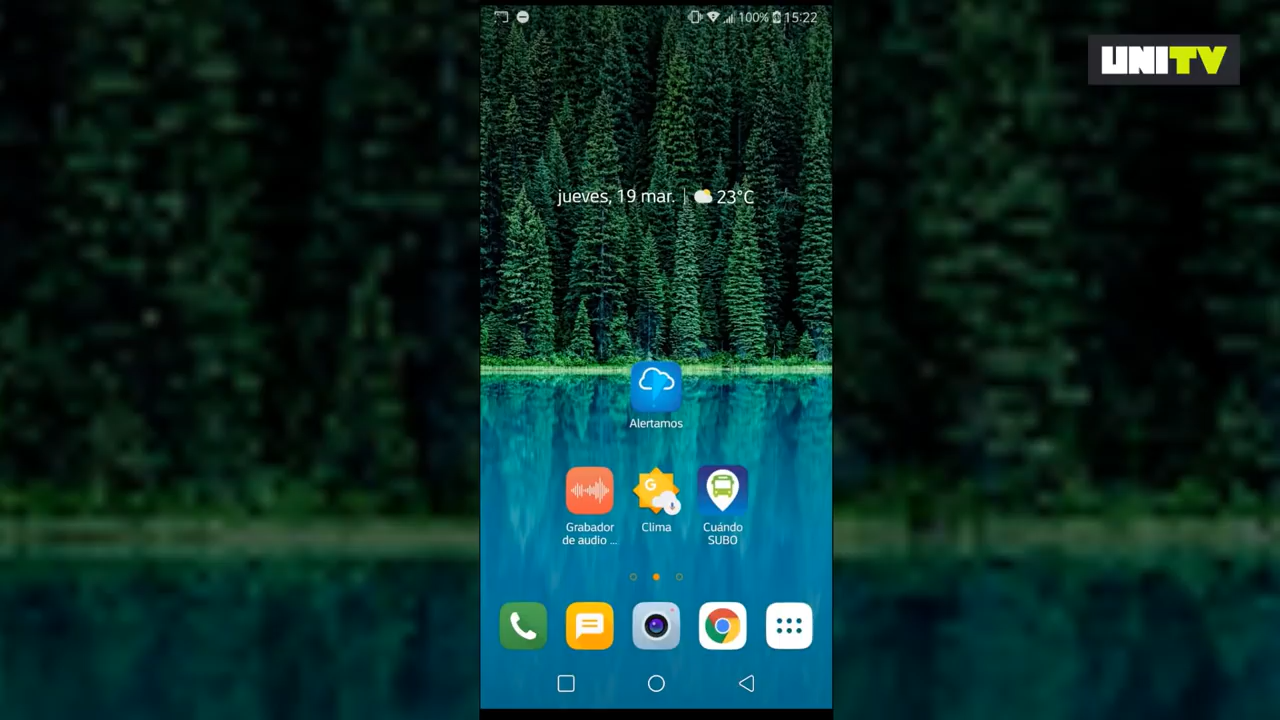 100% 15:22
UNITV
jueves, 19 mar. | 23°C
Alertamos
G
Grabador
de audio ...
Clima
Cuándo
SUBO